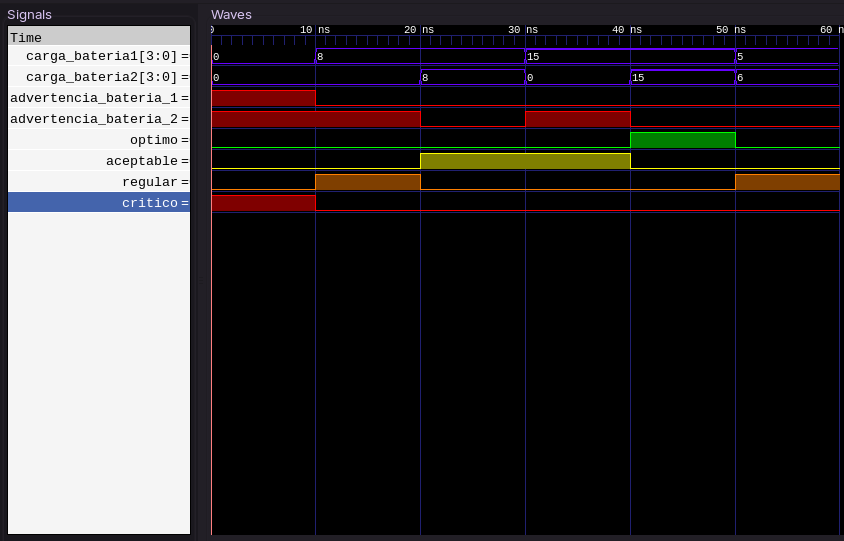 Signals
Waves
Time
0 10 ns 20 ns 30 ns 40 ns 50 ns 60 n
carga_bateria1[3:0] = 0 8 15 5
carga_bateria2[3:0] = 0 8 0 15 6
advertencia_bateria_1 =
advertencia_bateria_2 =
optimo =
aceptable =
regular =
critico =